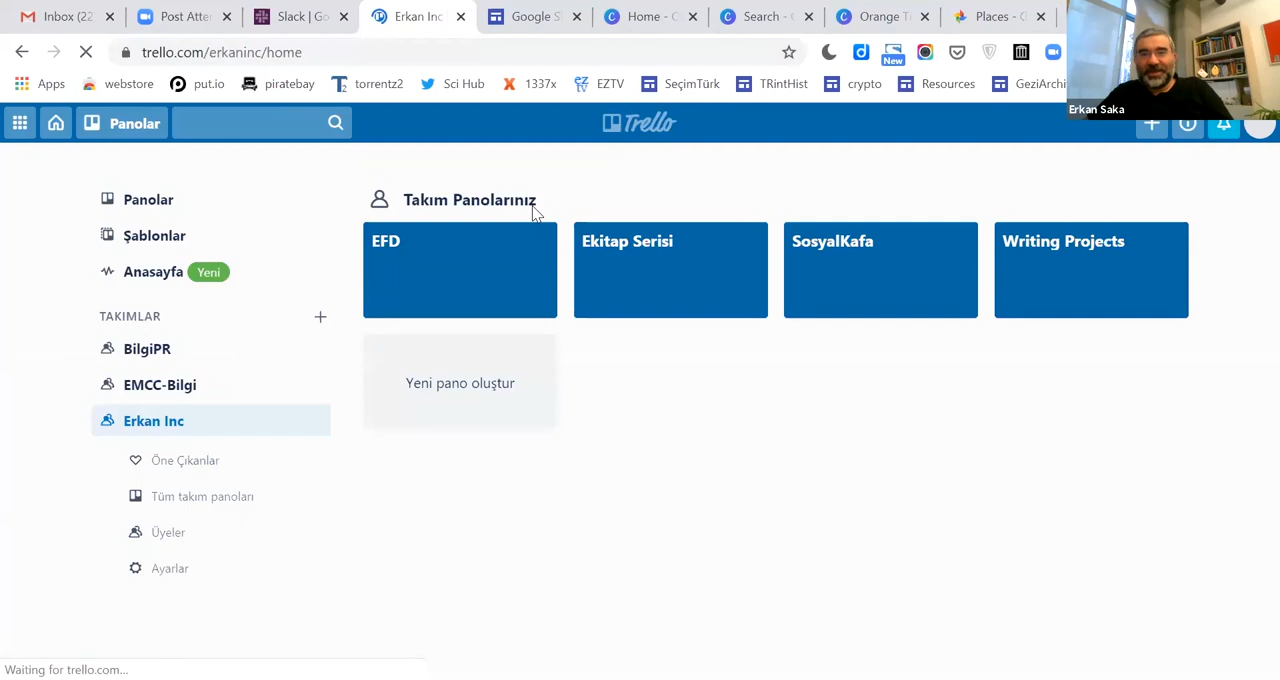 Inbox (22
Post Atter
Slack | Go
Erkan Inc
Google S
Home - C
Search - C
Orange T
Places - G
trello.com/erkaninc/home
New
Apps
webstore
put.io
piratebay
torrentz2
Sci Hub
1337x
EZTV
SeçimTürk
TRintHist
crypto
Resources
GeziArchi
Erkan Saka
Panolar
Trello
Panolar
Şablonlar
Anasayfa Yeni
TAKIMLAR
BilgiPR
EMCC-Bilgi
Erkan Inc
Öne Çıkanlar
Tüm takım panoları
Üyeler
Ayarlar
Takım Panolarınız
EFD
Ekitap Serisi
SosyalKafa
Writing Projects
Yeni pano oluştur
Waiting for trello.com...